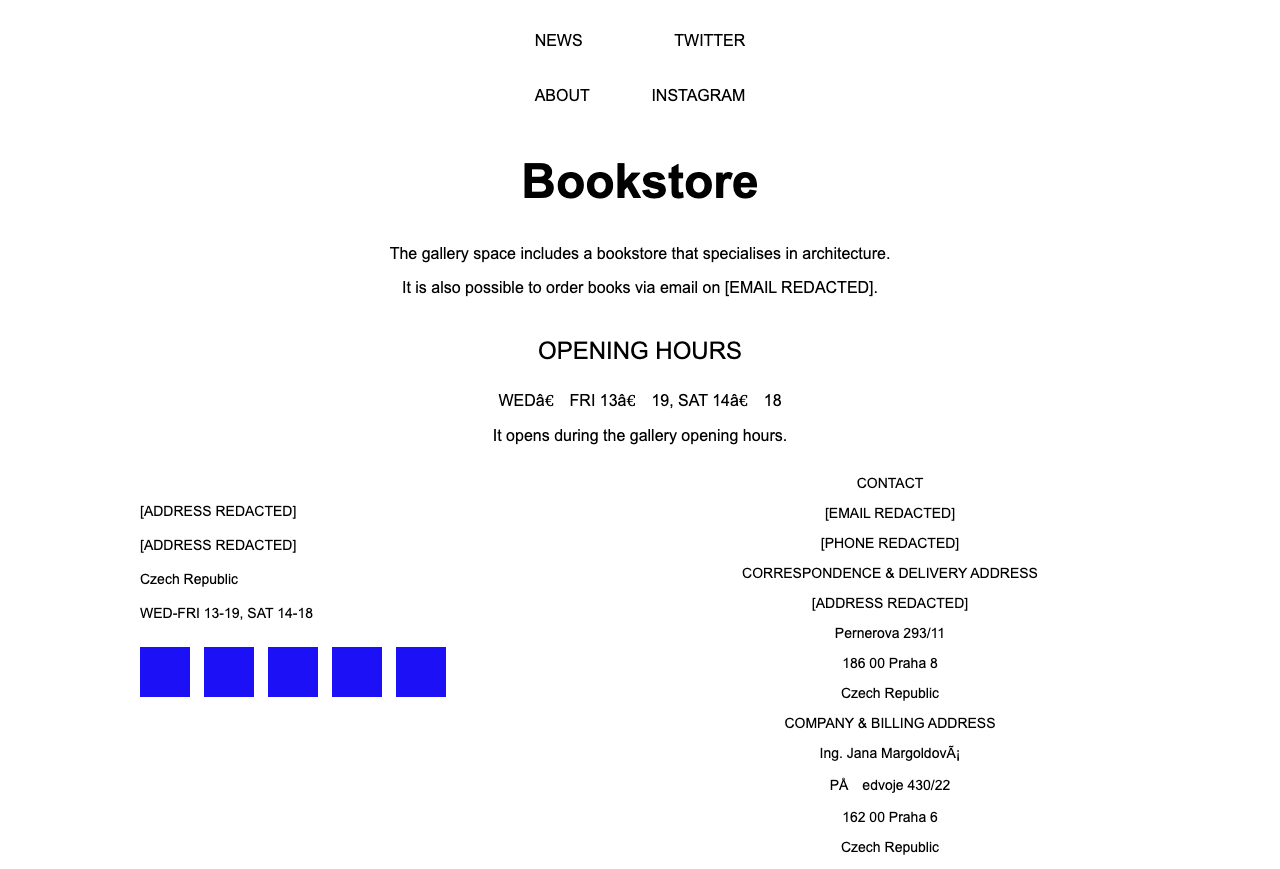 NEWS TWITTER
ABOUT INSTAGRAM
Bookstore
The gallery space includes a bookstore that specialises in architecture.
It is also possible to order books via email on [EMAIL REDACTED].
OPENING HOURS
WEDâ€ FRI 13â€ 19, SAT 14â€ 18
It opens during the gallery opening hours.
[ADDRESS REDACTED]
[ADDRESS REDACTED]
Czech Republic
WED-FRI 13-19, SAT 14-18
CONTACT
[EMAIL REDACTED]
[PHONE REDACTED]
CORRESPONDENCE & DELIVERY ADDRESS
[ADDRESS REDACTED]
Pernerova 293/11
186 00 Praha 8
Czech Republic
COMPANY & BILLING ADDRESS
Ing. Jana MargoldovÃ¡
PÅ edvoje 430/22
162 00 Praha 6
Czech Republic